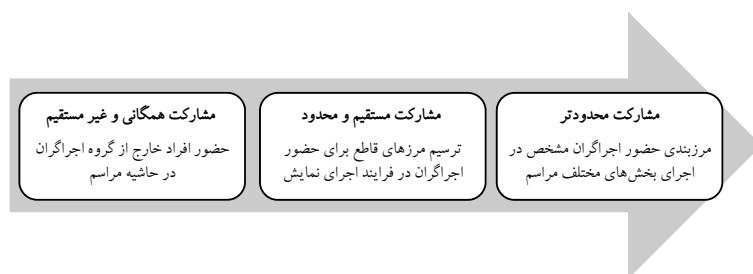 مشارکت محدودتر
مرزبندی حضور اجراگران مشخص در
اجرای بخش‌های مختلف مراسم
مشارکت مستقیم و محدود
ترسیم مرزهای قاطع برای حضور
اجراگران در فرایند اجرای نمایش
مشارکت همگانی و غیر مستقیم
حضور افراد خارج از گروه اجراگران
در حاشیه مراسم